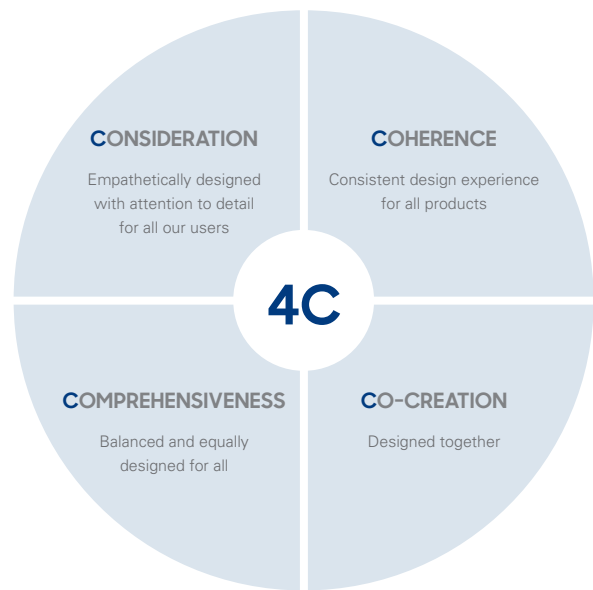 CONSIDERATION
Empathetically designed
with attention to detail
for all our users
COHERENCE
Consistent design experience
for all products
4C
COMPREHENSIVENESS
Balanced and equally
designed for all
CO-CREATION
Designed together